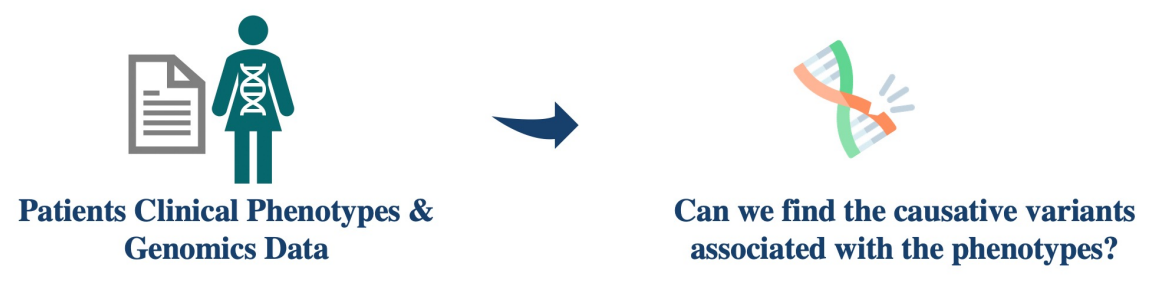 Patients Clinical Phenotypes &
Genomics Data
Can we find the causative variants
associated with the phenotypes?